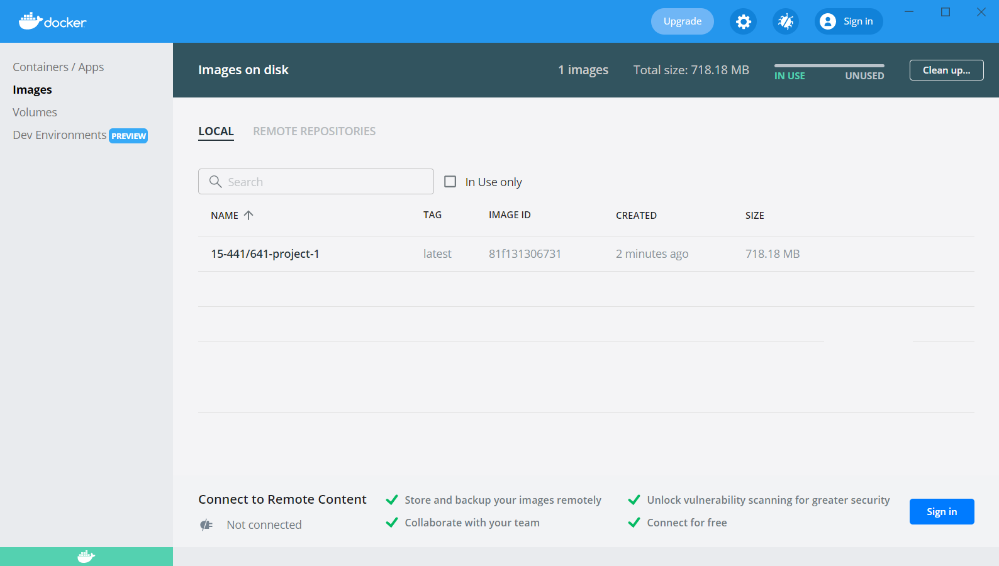 docker
Upgrade
Sign in
Containers / Apps
Images
Volumes
Dev Environments PREVIEW
Images on disk
1 images
Total size: 718.18 MB
IN USE
UNUSED
Clean up...
LOCAL
REMOTE REPOSITORIES
Search
In Use only
NAME TAG IMAGE ID CREATED SIZE
15-441/641-project-1 latest 81f131306731 2 minutes ago 718.18 MB
Connect to Remote Content
Not connected
Store and backup your images remotely
Collaborate with your team
Unlock vulnerability scanning for greater security
Connect for free
Sign in